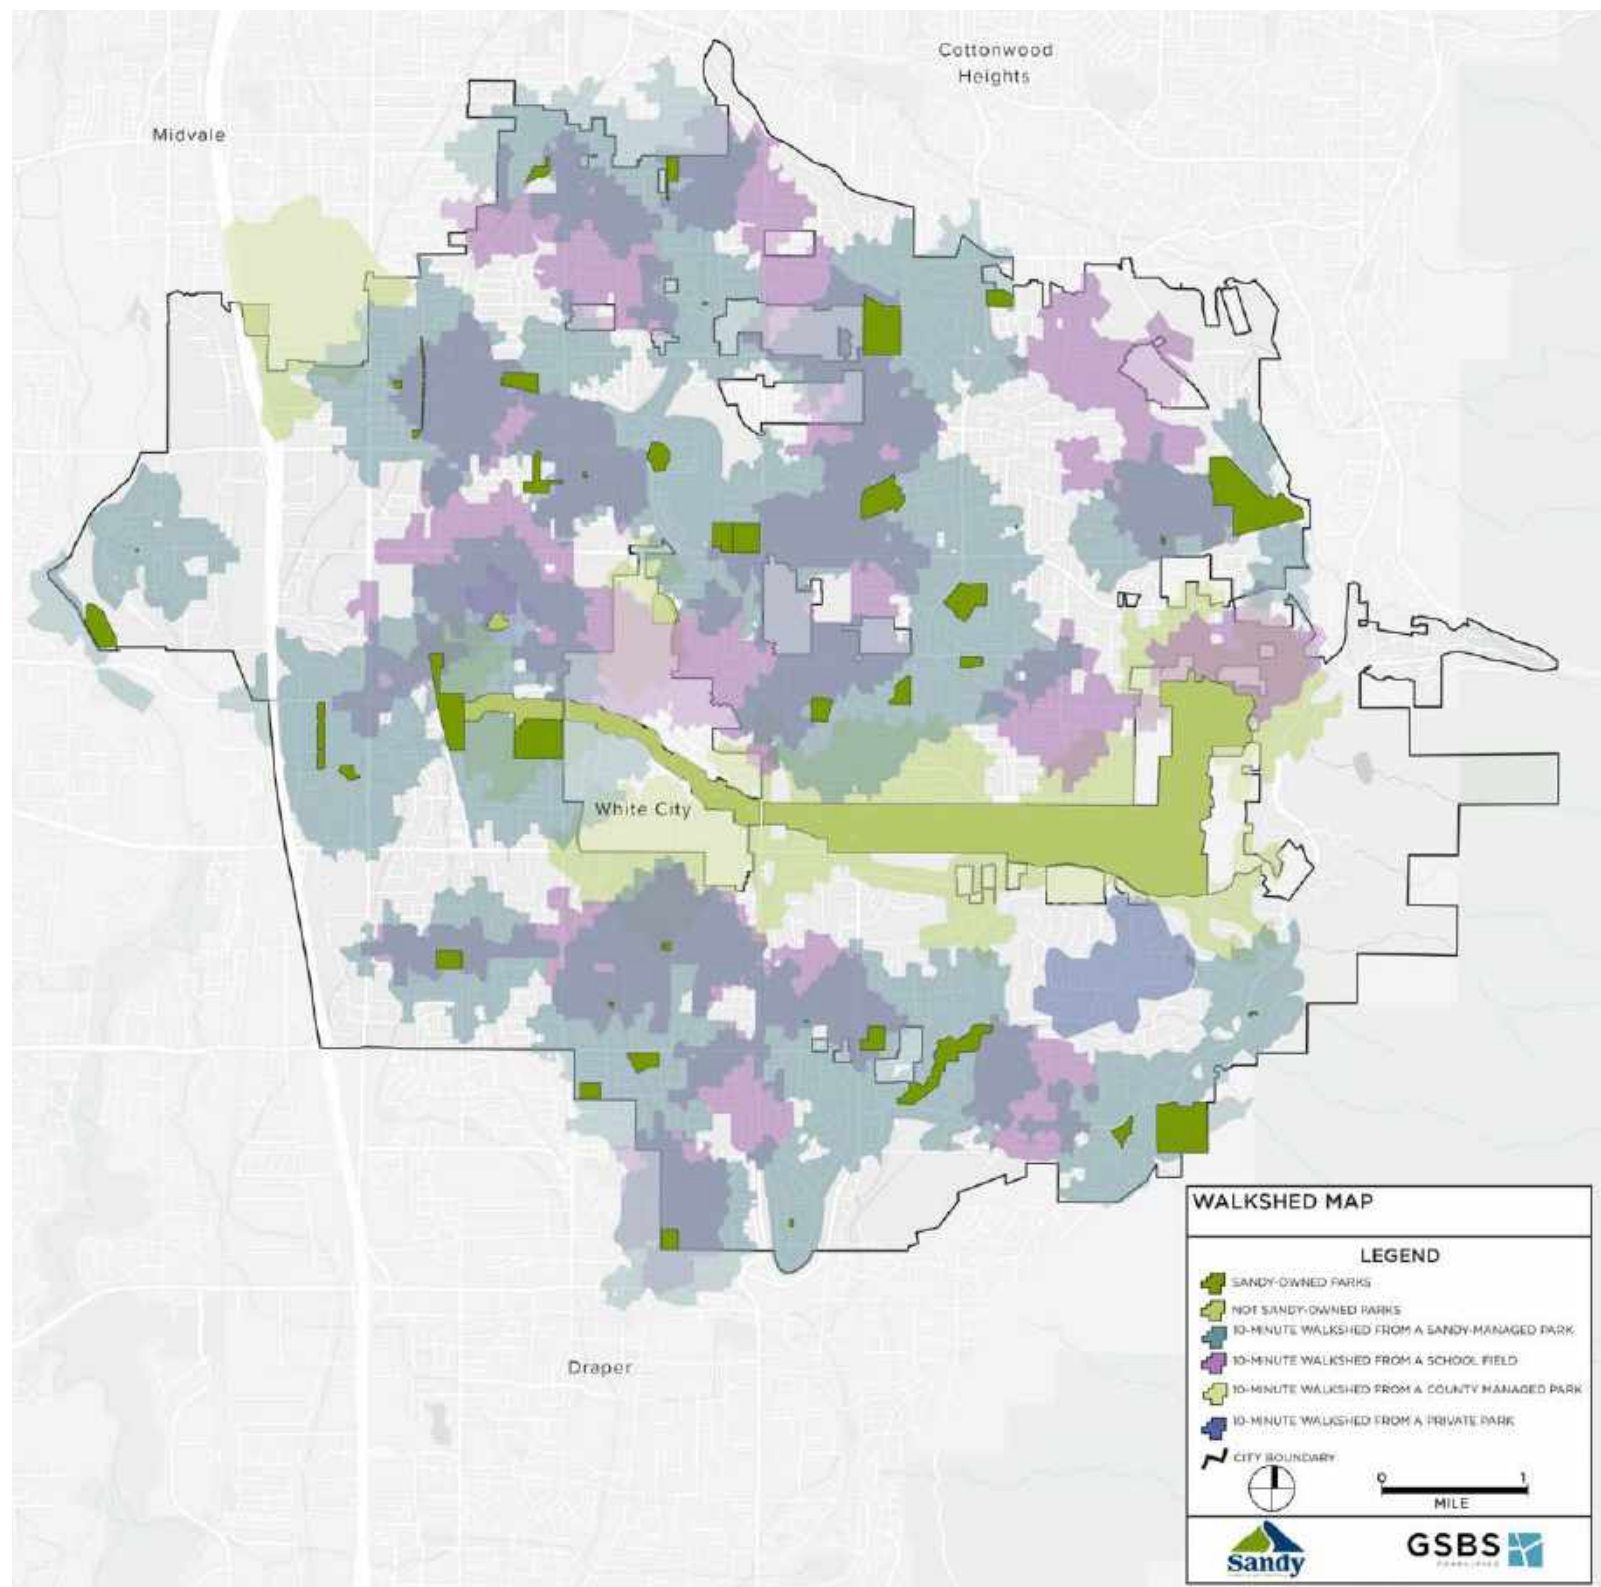 Cottonwood
Heights
Midvale
White City
Draper
WALKSHED MAP
LEGEND
SANDY-OWNED PARKS
NOT SANDY-OWNED PARKS
10-MINUTE WALKSHED FROM A SANDY-MANAGED PARK
10-MINUTE WALKSHED FROM A SCHOOL FIELD
10-MINUTE WALKSHED FROM A COUNTY MANAGED PARK
10-MINUTE WALKSHED FROM A PRIVATE PARK
CITY BOUNDARY
0 1
MILE
Sandy
GSBS